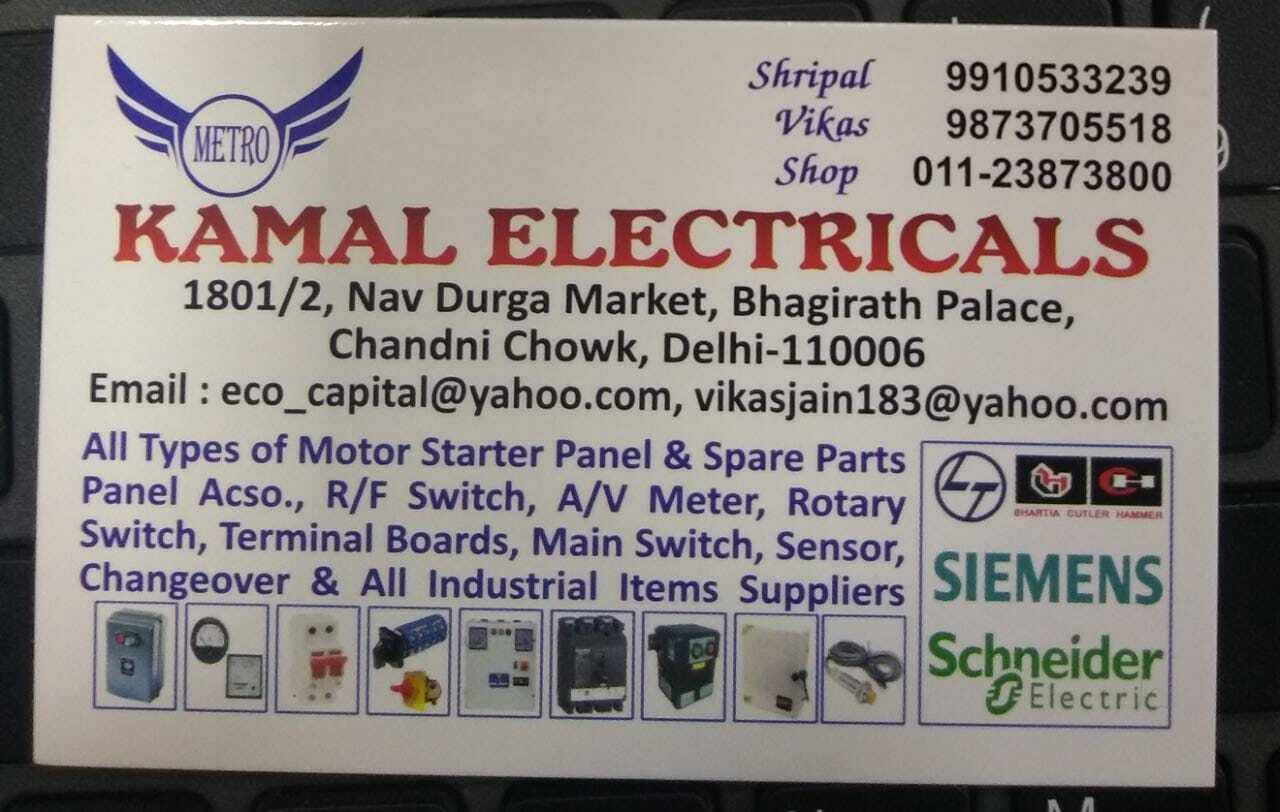 METRO
Shripal 9910533239
Vikas 9873705518
Shop 011-23873800
KAMAL ELECTRICALS
1801/2, Nav Durga Market, Bhagirath Palace,
Chandni Chowk, Delhi-110006
Email : eco_capital@yahoo.com, vikasjain183@yahoo.com
All Types of Motor Starter Panel & Spare Parts
Panel Acso., R/F Switch, A/V Meter, Rotary
Switch, Terminal Boards, Main Switch, Sensor,
Changeover & All Industrial Items Suppliers
LT
BHARTIA CUTLER HAMMER
SIEMENS
Schneider
Electric